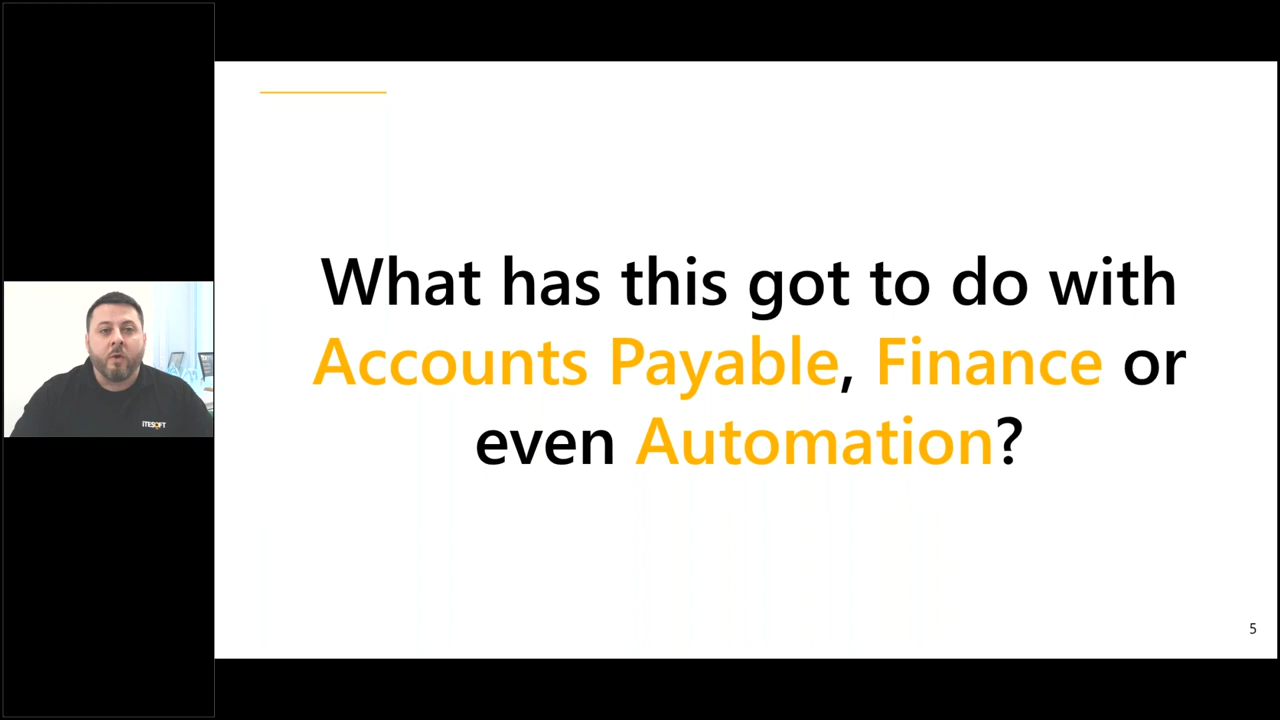 What has this got to do with
Accounts Payable, Finance or
even Automation?
iTESOFT
5